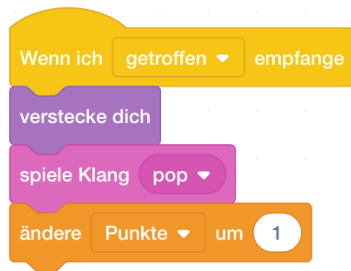 Wenn ich getroffen empfange
verstecke dich
spiele Klang pop
ändere Punkte um 1